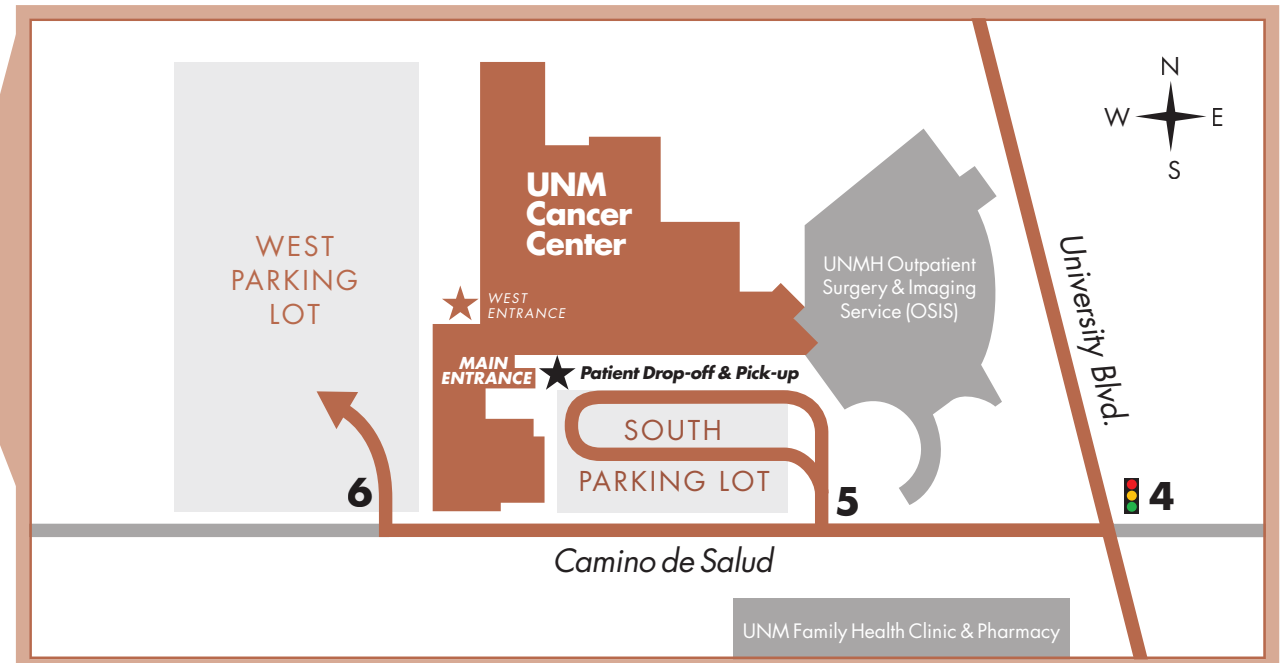 N
W E
S
UNM
Cancer
Center
WEST
PARKING
LOT
University Blvd.
UNMH Outpatient
Surgery & Imaging
Service (OSIS)
WEST
ENTRANCE
MAIN
ENTRANCE
Patient Drop-off & Pick-up
SOUTH
PARKING LOT
6
5
4
Camino de Salud
UNM Family Health Clinic & Pharmacy